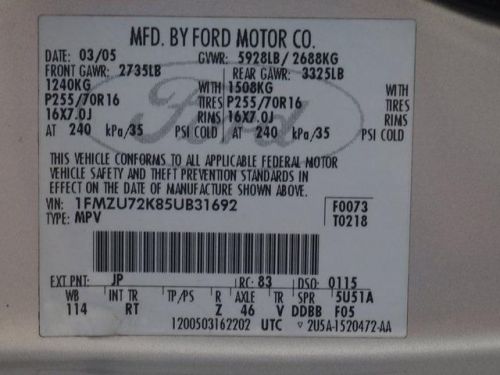 MFD. BY FORD MOTOR CO.
DATE: 03/05 GVWR: 5928LB / 2688KG
FRONT GAWR: 2735LB REAR GAWR: 3325LB
1240KG WITH 1508KG WITH
P255/70R16 TIRES P255/70R16 TIRES
16X7.0J RIMS 16X7.0J RIMS
AT 240 kPa/35 PSI COLD AT 240 kPa/35 PSI COLD
THIS VEHICLE CONFORMS TO ALL APPLICABLE FEDERAL MOTOR
VEHICLE SAFETY AND THEFT PREVENTION STANDARDS IN
EFFECT ON THE DATE OF MANUFACTURE SHOWN ABOVE.
VIN: 1FMZU72K85UB31692 F0073
TYPE: MPV T0218
Ford
EXT PNT: JP RC: 83 DSO: 0115
WB INT TR TP/PS R AXLE TR SPR 5U51A
114 RT Z 46 V DDBB F05
1200503162202 UTC 2U5A-1520472-AA